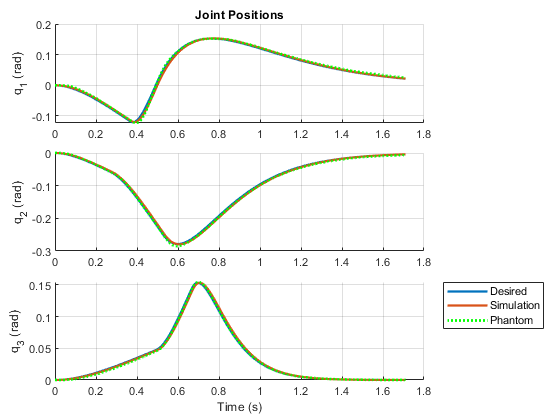 Joint Positions
0.2
0.1
0
-0.1
q1 (rad)
0 0.2 0.4 0.6 0.8 1 1.2 1.4 1.6 1.8
0
-0.1
-0.2
-0.3
q2 (rad)
0 0.2 0.4 0.6 0.8 1 1.2 1.4 1.6 1.8
0.15
0.1
0.05
0
q3 (rad)
0 0.2 0.4 0.6 0.8 1 1.2 1.4 1.6 1.8
Time (s)
Desired
Simulation
Phantom